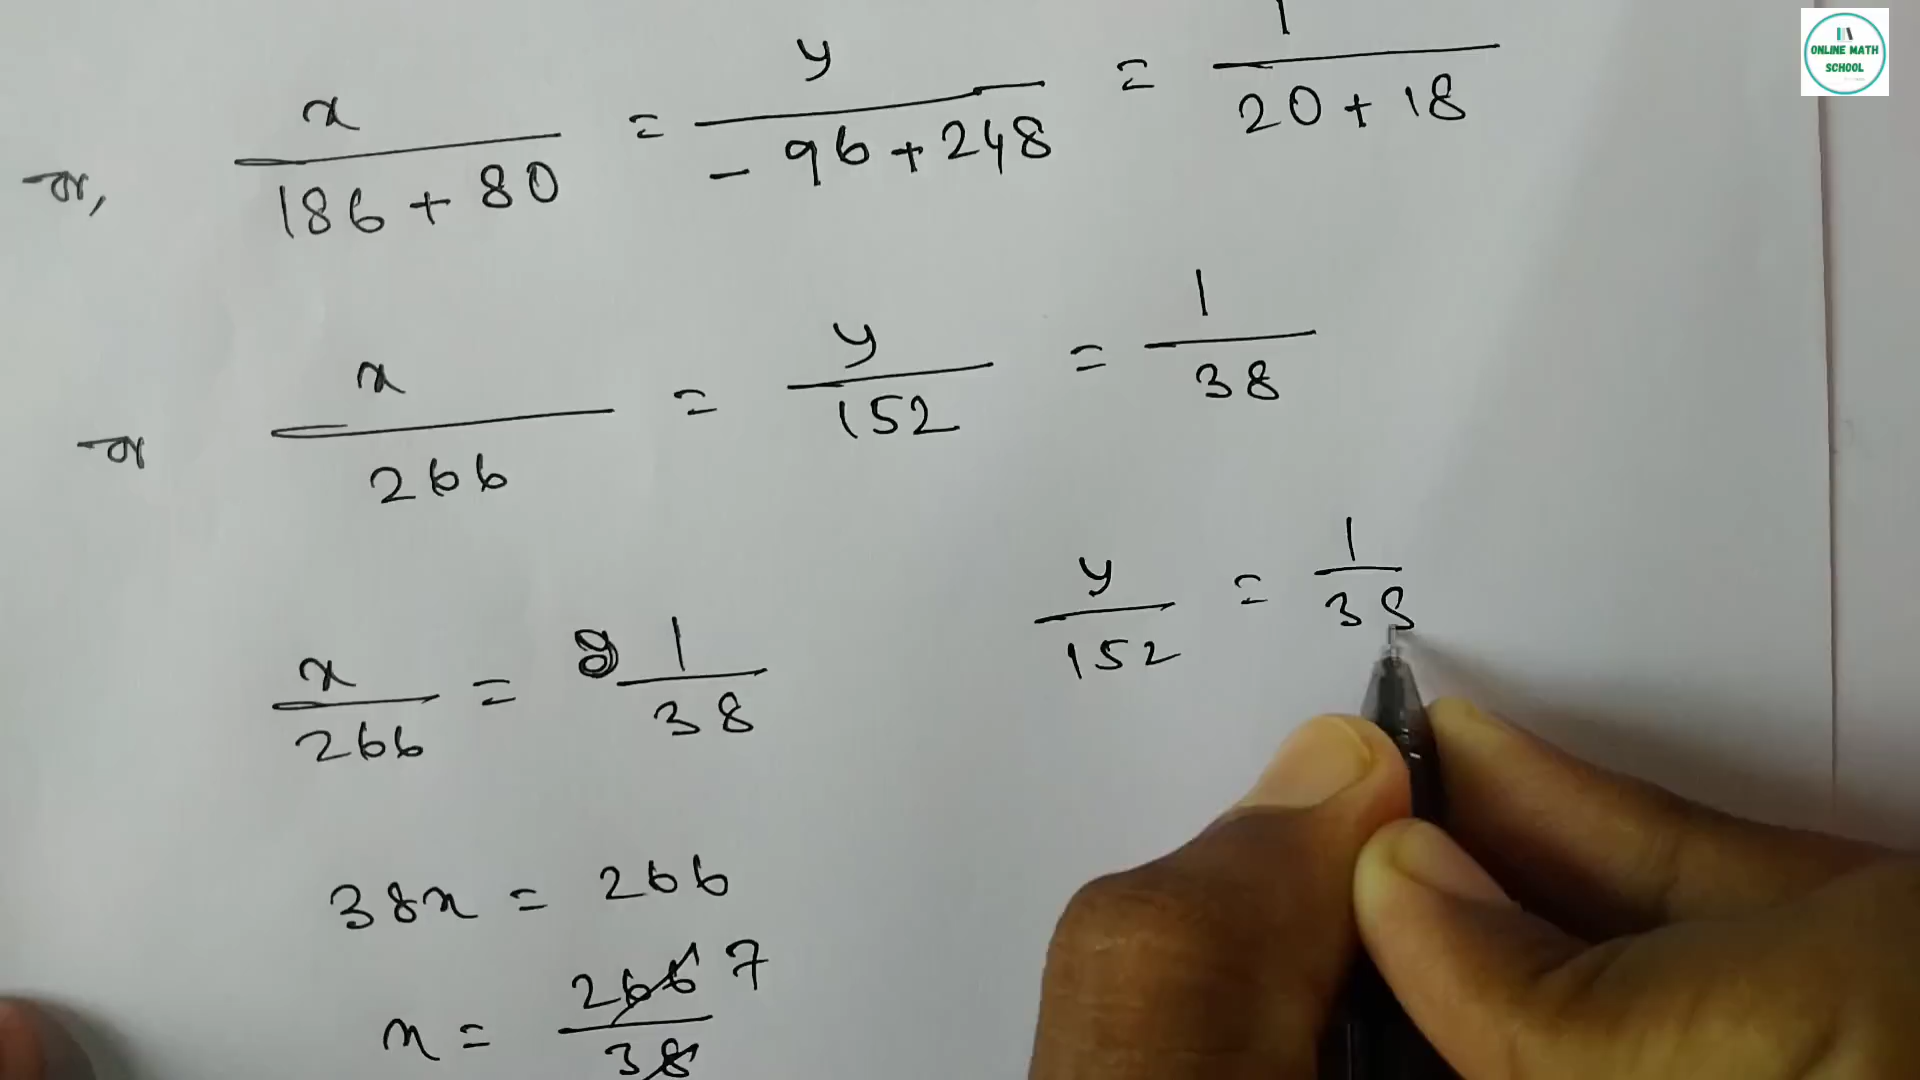 ONLINE MATH
SCHOOL
বা, x/(186 + 80) = y/(- 96 + 248) = 1/(20 + 18)
বা x/266 = y/152 = 1/38
x/266 = 1/38
y/152 = 1/38
38x = 266
x = 266/38 7